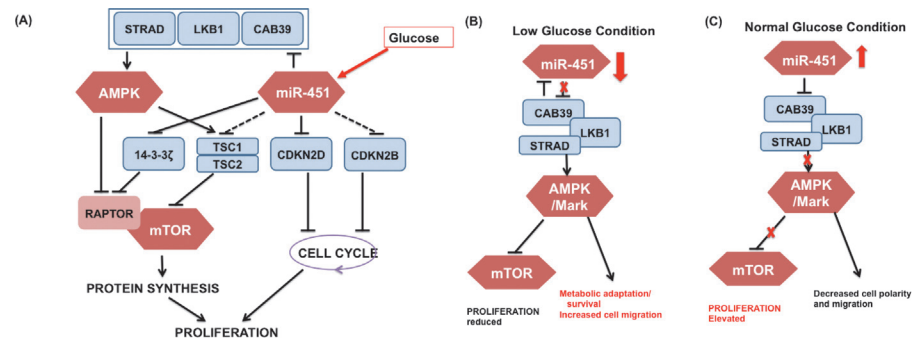 (A)
STRAD LKB1 CAB39
Glucose
AMPK miR-451
14-3-3ζ TSC1 CDKN2D CDKN2B
TSC2
RAPTOR
mTOR
CELL CYCLE
PROTEIN SYNTHESIS
PROLIFERATION
(B)
Low Glucose Condition
miR-451
CAB39
LKB1
STRAD
AMPK
/Mark
mTOR
PROLIFERATION
reduced
Metabolic adaptation/
survival
Increased cell migration
(C)
Normal Glucose Condition
miR-451
CAB39
LKB1
STRAD
AMPK
/Mark
mTOR
PROLIFERATION
Elevated
Decreased cell polarity
and migration